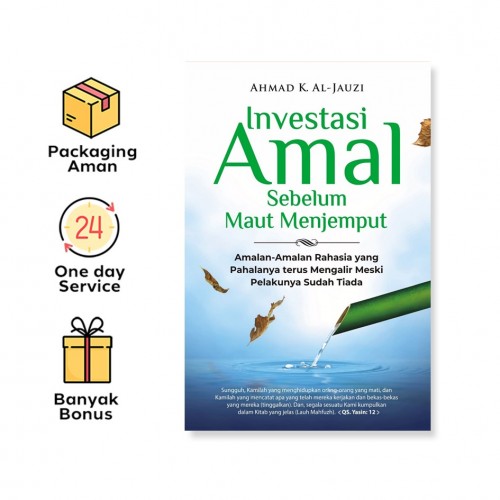 Packaging
Aman
24
One day
Service
Banyak
Bonus
AHMAD K. AL-JAUZI
Investasi
Amal
Sebelum
Maut Menjemput
Amalan-Amalan Rahasia yang
Pahalanya terus Mengalir Meski
Pelakunya Sudah Tiada
Sungguh, Kamilah yang menghidupkan orang-orang yang mati, dan
Kamilah yang mencatat apa yang telah mereka kerjakan dan bekas-bekas
yang mereka (tinggalkan). Dan, segala sesuatu Kami kumpulkan
dalam Kitab yang jelas (Lauh Mahfuzh). (QS. Yasin: 12)